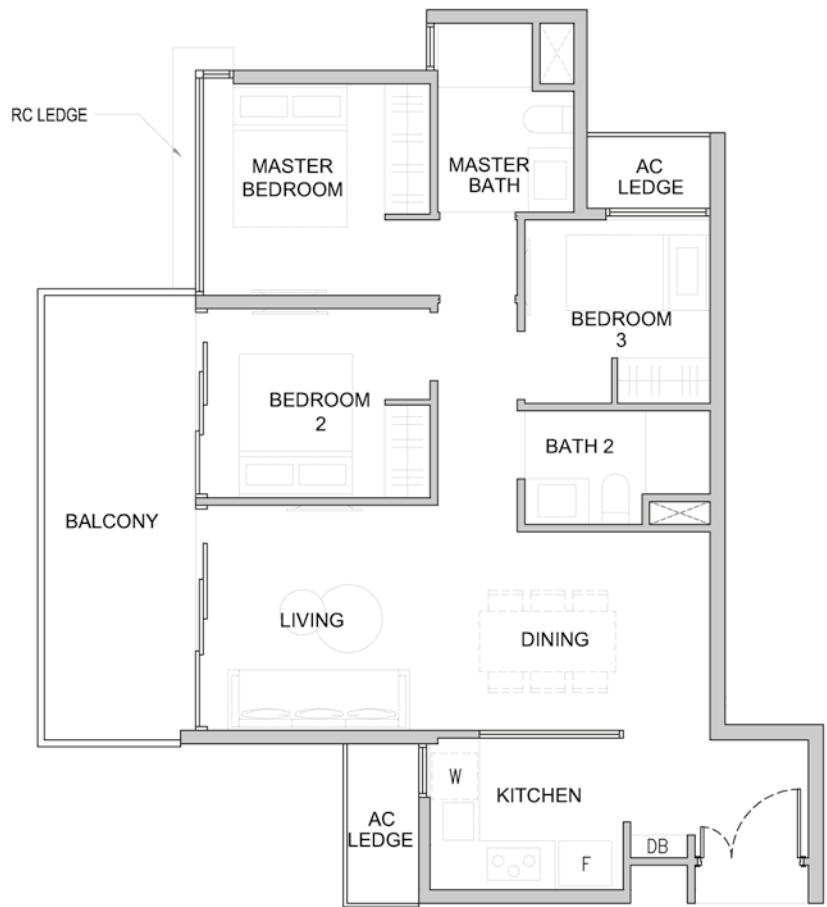 RC LEDGE
MASTER
BEDROOM
MASTER
BATH
AC
LEDGE
BEDROOM
3
BEDROOM
2
BATH 2
BALCONY
LIVING
DINING
W
KITCHEN
AC
LEDGE
DB
F